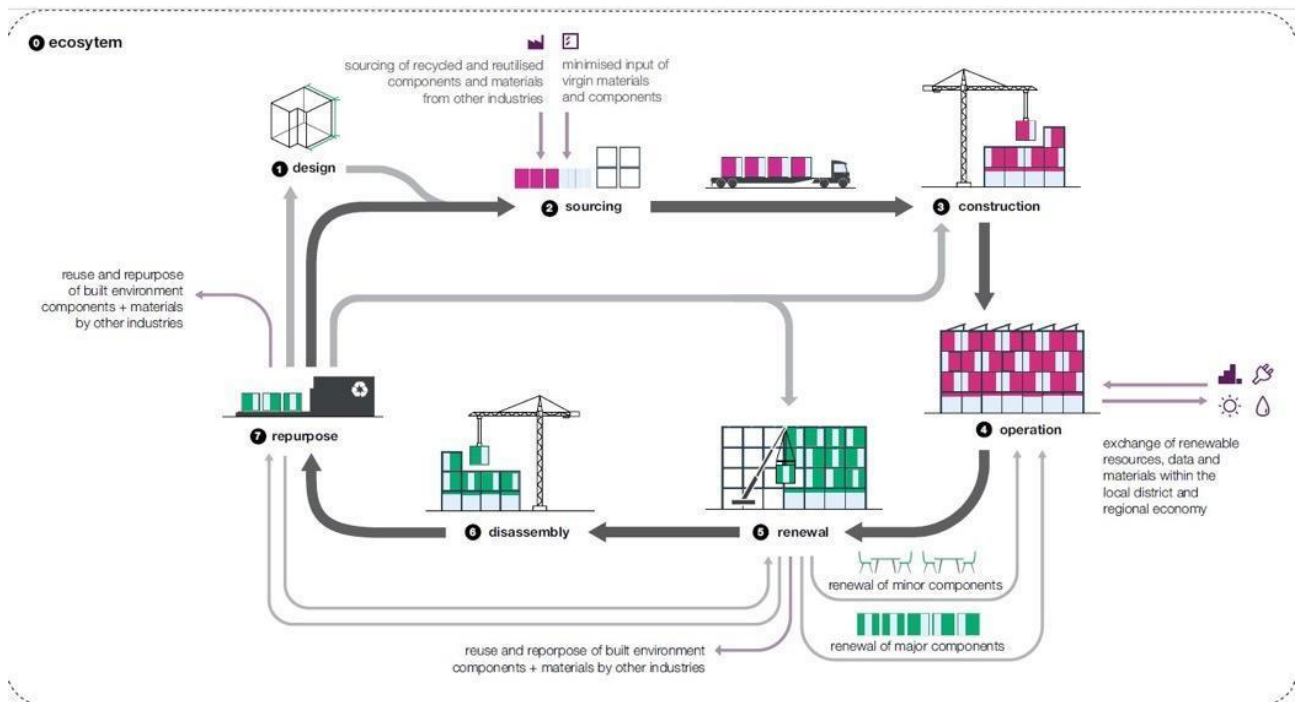 0 ecosytem
sourcing of recycled and reutilised
components and materials
from other industries
minimised input of
virgin materials
and components
1 design
2 sourcing
3 construction
reuse and repurpose
of built environment
components + materials
by other industries
7 repurpose
6 disassembly
5 renewal
4 operation
exchange of renewable
resources, data and
materials within the
local district and
regional economy
renewal of minor components
renewal of major components
reuse and reporpose of built environment
components + materials by other industries